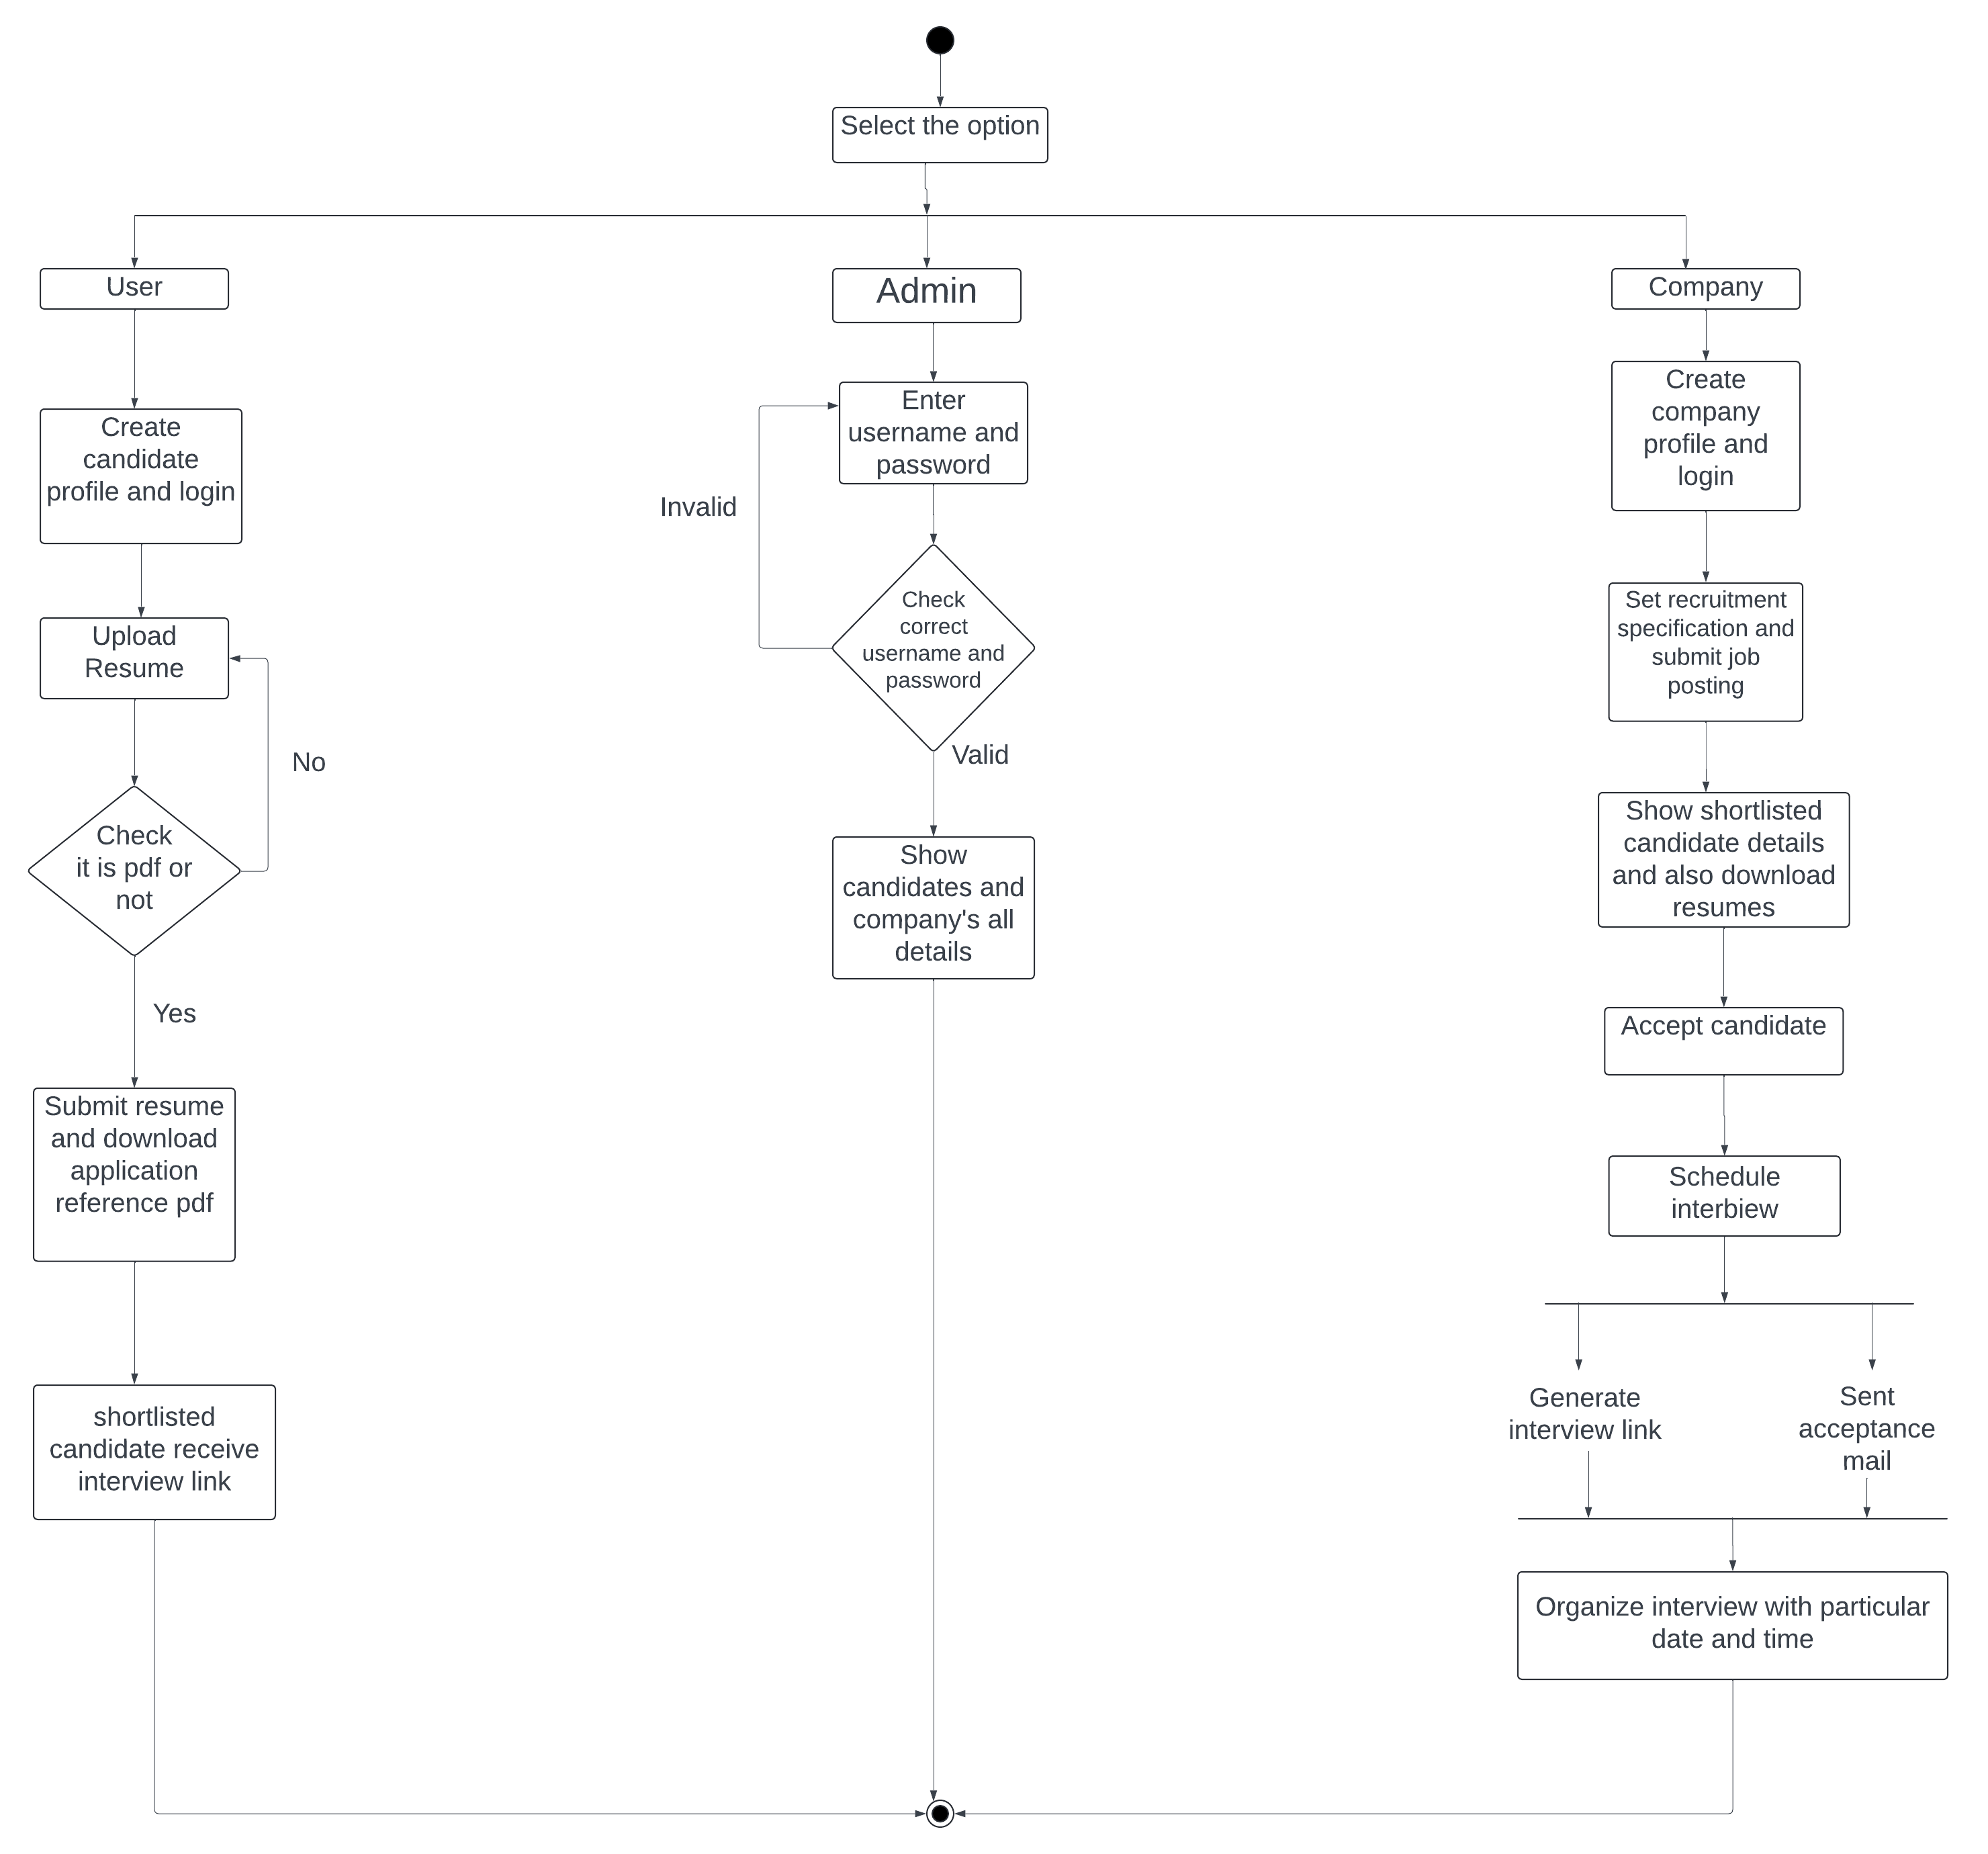 Select the option
User
Admin
Company
Create
candidate
profile and login
Enter
username and
password
Create
company
profile and
login
Invalid
Upload
Resume
Check
correct
username and
password
Set recruitment
specification and
submit job
posting
No
Valid
Check
it is pdf or
not
Show
candidates and
company's all
details
Show shortlisted
candidate details
and also download
resumes
Yes
Accept candidate
Submit resume
and download
application
reference pdf
Schedule
interbiew
shortlisted
candidate receive
interview link
Generate
interview link
Sent
acceptance
mail
Organize interview with particular
date and time